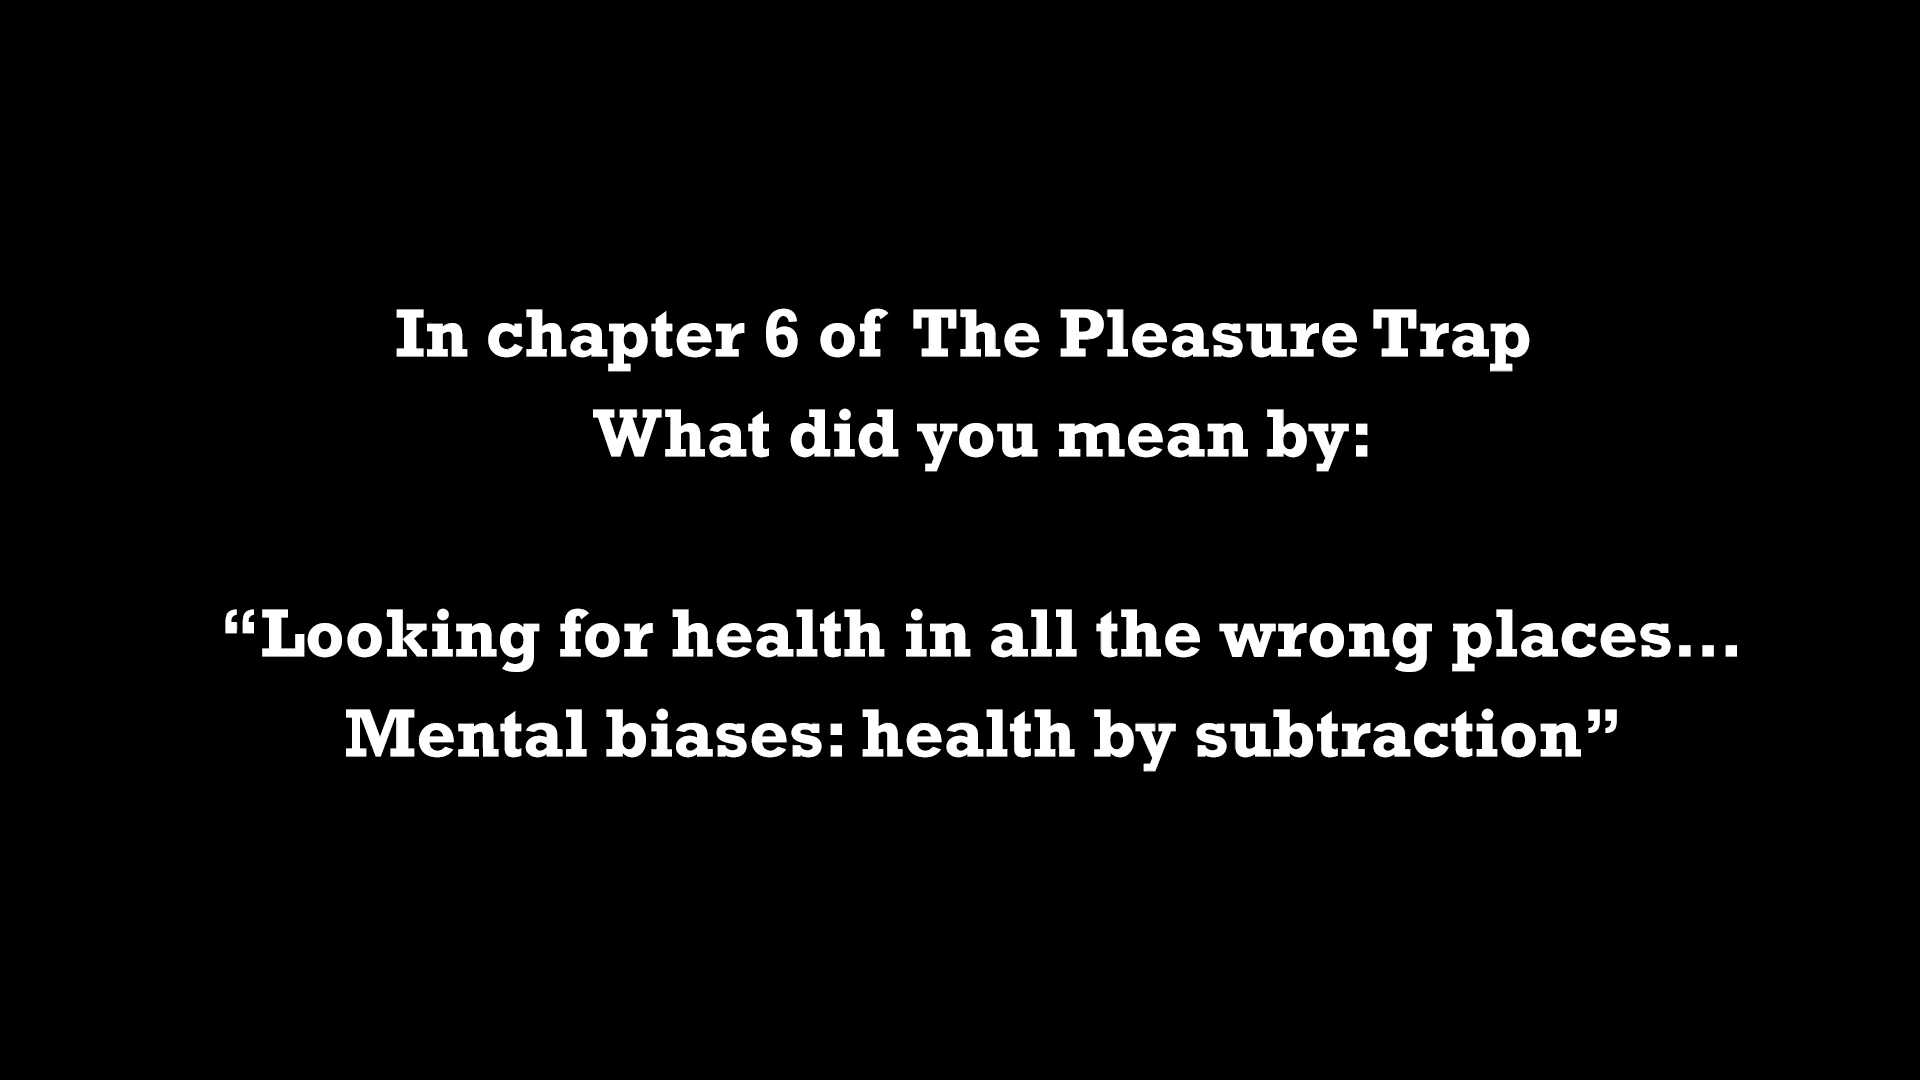 In chapter 6 of The Pleasure Trap
What did you mean by:
“Looking for health in all the wrong places...
Mental biases: health by subtraction”